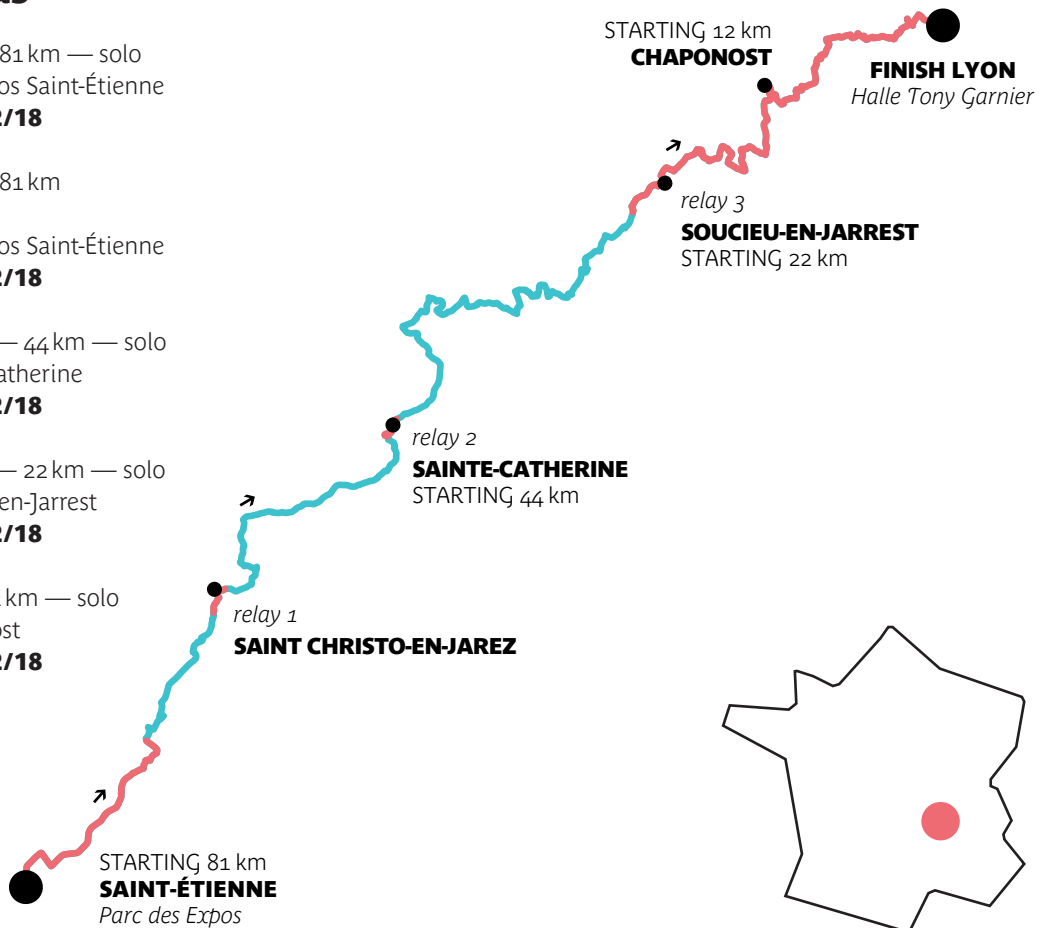 81 km — solo
os Saint-Étienne
2/18
81 km
os Saint-Étienne
2/18
— 44 km — solo
atherine
2/18
— 22 km — solo
en-Jarrest
2/18
km — solo
ost
2/18
STARTING 12 km
CHAPONOST
FINISH LYON
Halle Tony Garnier
relay 3
SOUCIEU-EN-JARREST
STARTING 22 km
relay 2
SAINTE-CATHERINE
STARTING 44 km
relay 1
SAINT CHRISTO-EN-JAREZ
STARTING 81 km
SAINT-ÉTIENNE
Parc des Expos